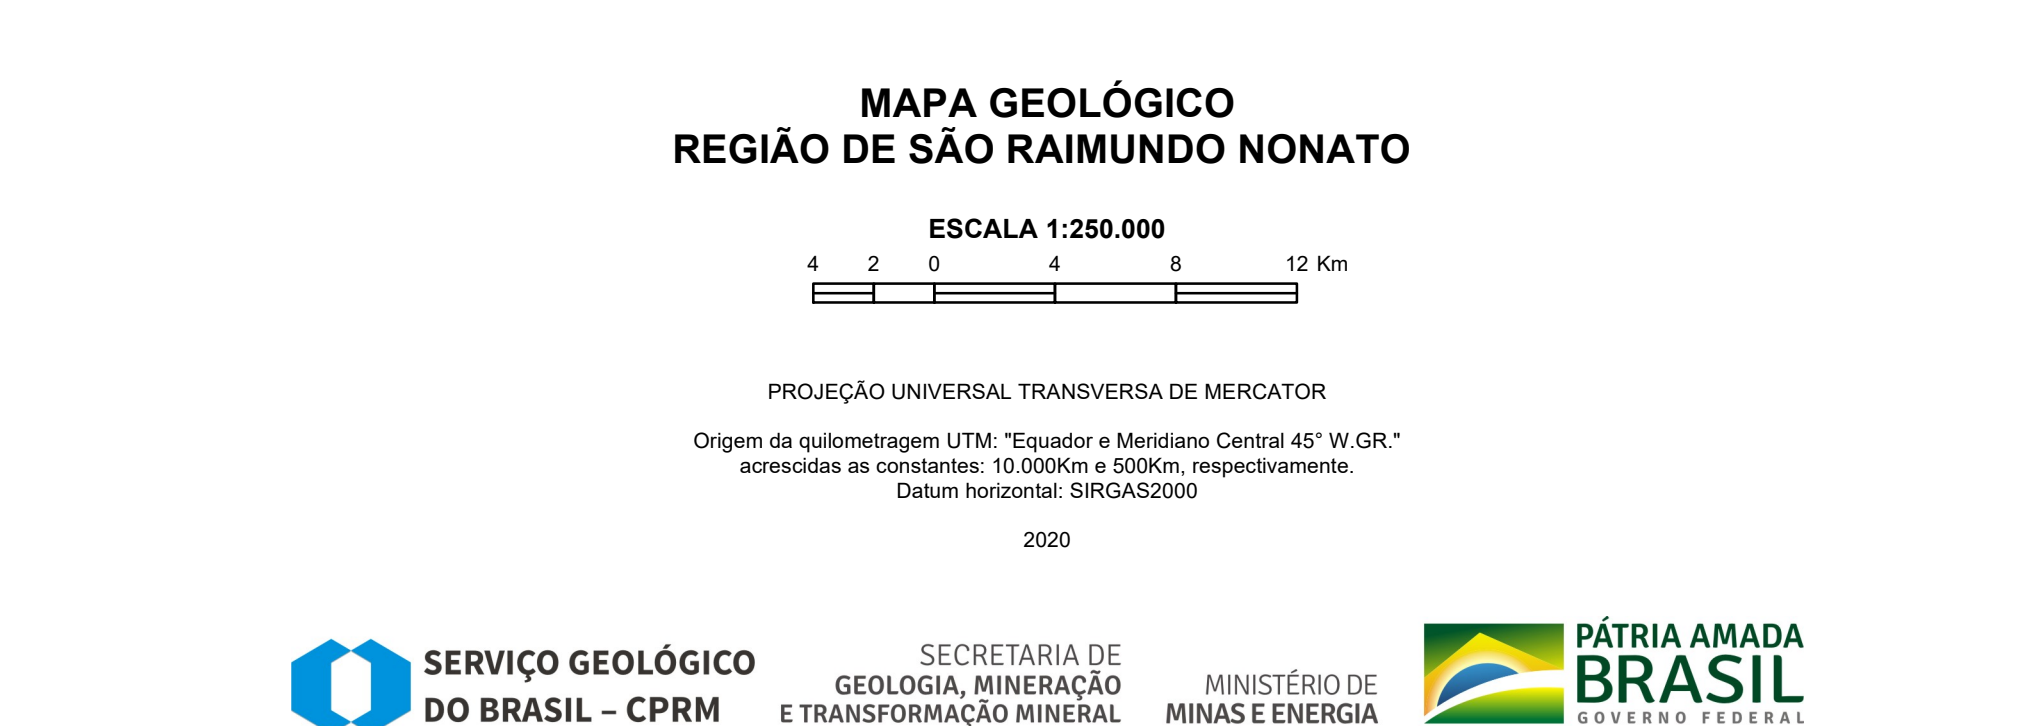 MAPA GEOLÓGICO
REGIÃO DE SÃO RAIMUNDO NONATO
ESCALA 1:250.000
4 2 0 4 8 12 Km
PROJEÇÃO UNIVERSAL TRANSVERSA DE MERCATOR
Origem da quilometragem UTM: "Equador e Meridiano Central 45° W.GR."
acrescidas as constantes: 10.000Km e 500Km, respectivamente.
Datum horizontal: SIRGAS2000
2020
SERVIÇO GEOLÓGICO
DO BRASIL – CPRM
SECRETARIA DE
GEOLOGIA, MINERAÇÃO
E TRANSFORMAÇÃO MINERAL
MINISTÉRIO DE
MINAS E ENERGIA
PÁTRIA AMADA
BRASIL
GOVERNO FEDERAL